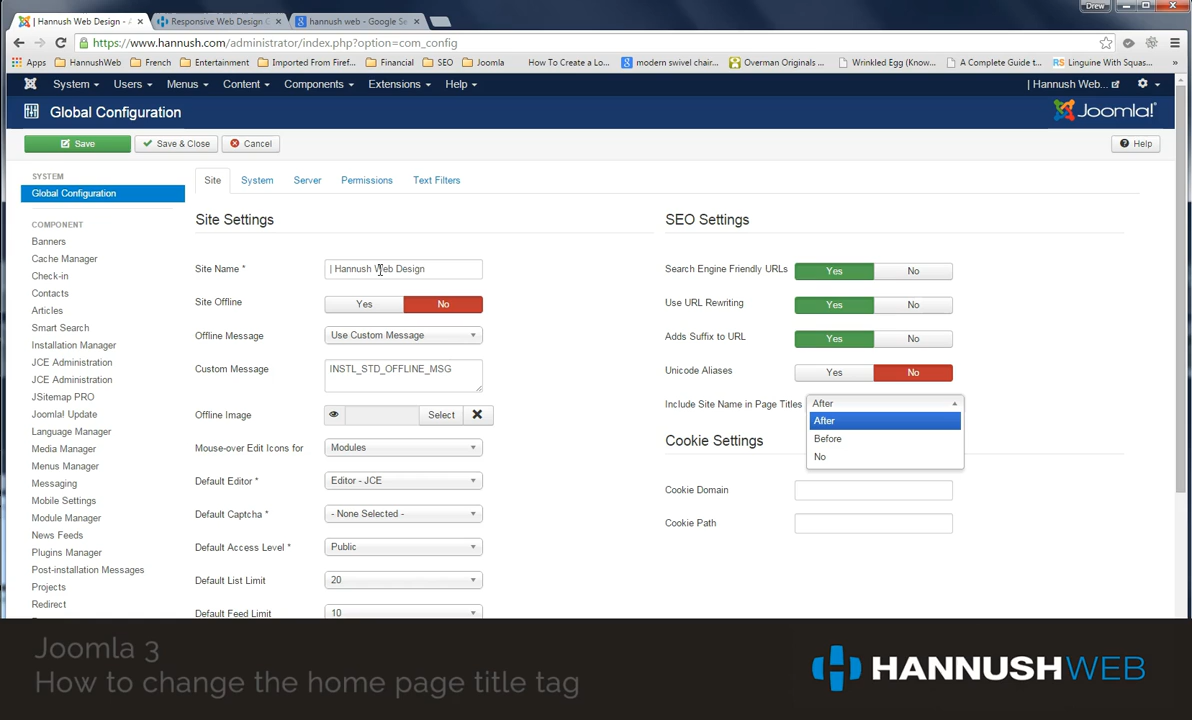 Drew
| Hannush Web Design - A
Responsive Web Design C
hannush web - Google Se
https://www.hannush.com/administrator/index.php?option=com_config
Apps HannushWeb French Entertainment Imported From Firef... Financial SEO Joomla How To Create a Lo... modern swivel chair... Overman Originals ... Wrinkled Egg (Know... A Complete Guide t... RS Linguine With Squas... »
System Users Menus Content Components Extensions Help | Hannush Web...
Global Configuration
Joomla!
Save Save & Close Cancel Help
SYSTEM
Global Configuration
COMPONENT
Banners
Cache Manager
Check-in
Contacts
Articles
Smart Search
Installation Manager
JCE Administration
JCE Administration
JSitemap PRO
Joomla! Update
Language Manager
Media Manager
Menus Manager
Messaging
Mobile Settings
Module Manager
News Feeds
Plugins Manager
Post-installation Messages
Projects
Redirect
Site System Server Permissions Text Filters
Site Settings
Site Name * | Hannush Web Design
Site Offline Yes No
Offline Message Use Custom Message
Custom Message INSTL_STD_OFFLINE_MSG
Offline Image Select
Mouse-over Edit Icons for Modules
Default Editor * Editor - JCE
Default Captcha * - None Selected -
Default Access Level * Public
Default List Limit 20
Default Feed Limit 10
SEO Settings
Search Engine Friendly URLs Yes No
Use URL Rewriting Yes No
Adds Suffix to URL Yes No
Unicode Aliases Yes No
Include Site Name in Page Titles After
After
Before
No
Cookie Settings
Cookie Domain
Cookie Path
Joomla 3
How to change the home page title tag
HANNUSHWEB